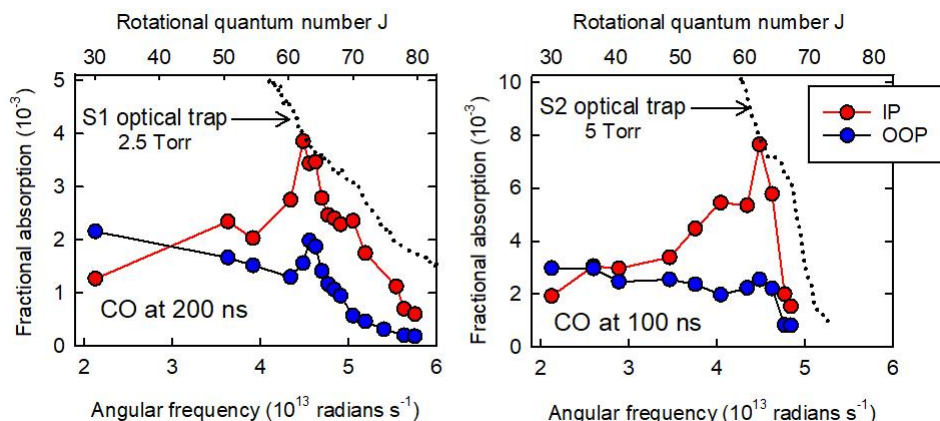 Rotational quantum number J
30 40 50 60 70 80
Fractional absorption (10⁻³)
5
4
3
2
1
0
S1 optical trap
2.5 Torr
CO at 200 ns
2 3 4 5 6
Angular frequency (10¹³ radians s⁻¹)
Rotational quantum number J
30 40 50 60 70 80
Fractional absorption (10⁻³)
10
8
6
4
2
0
S2 optical trap
5 Torr
IP
OOP
CO at 100 ns
2 3 4 5 6
Angular frequency (10¹³ radians s⁻¹)